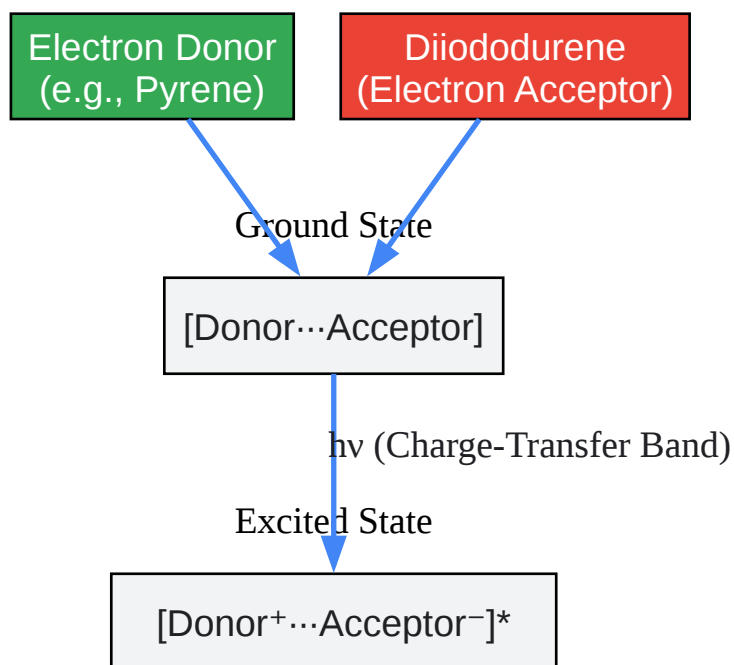 Electron Donor
(e.g., Pyrene)
Diiododurene
(Electron Acceptor)
Ground State
[Donor···Acceptor]
hν (Charge-Transfer Band)
Excited State
[Donor⁺···Acceptor⁻]*